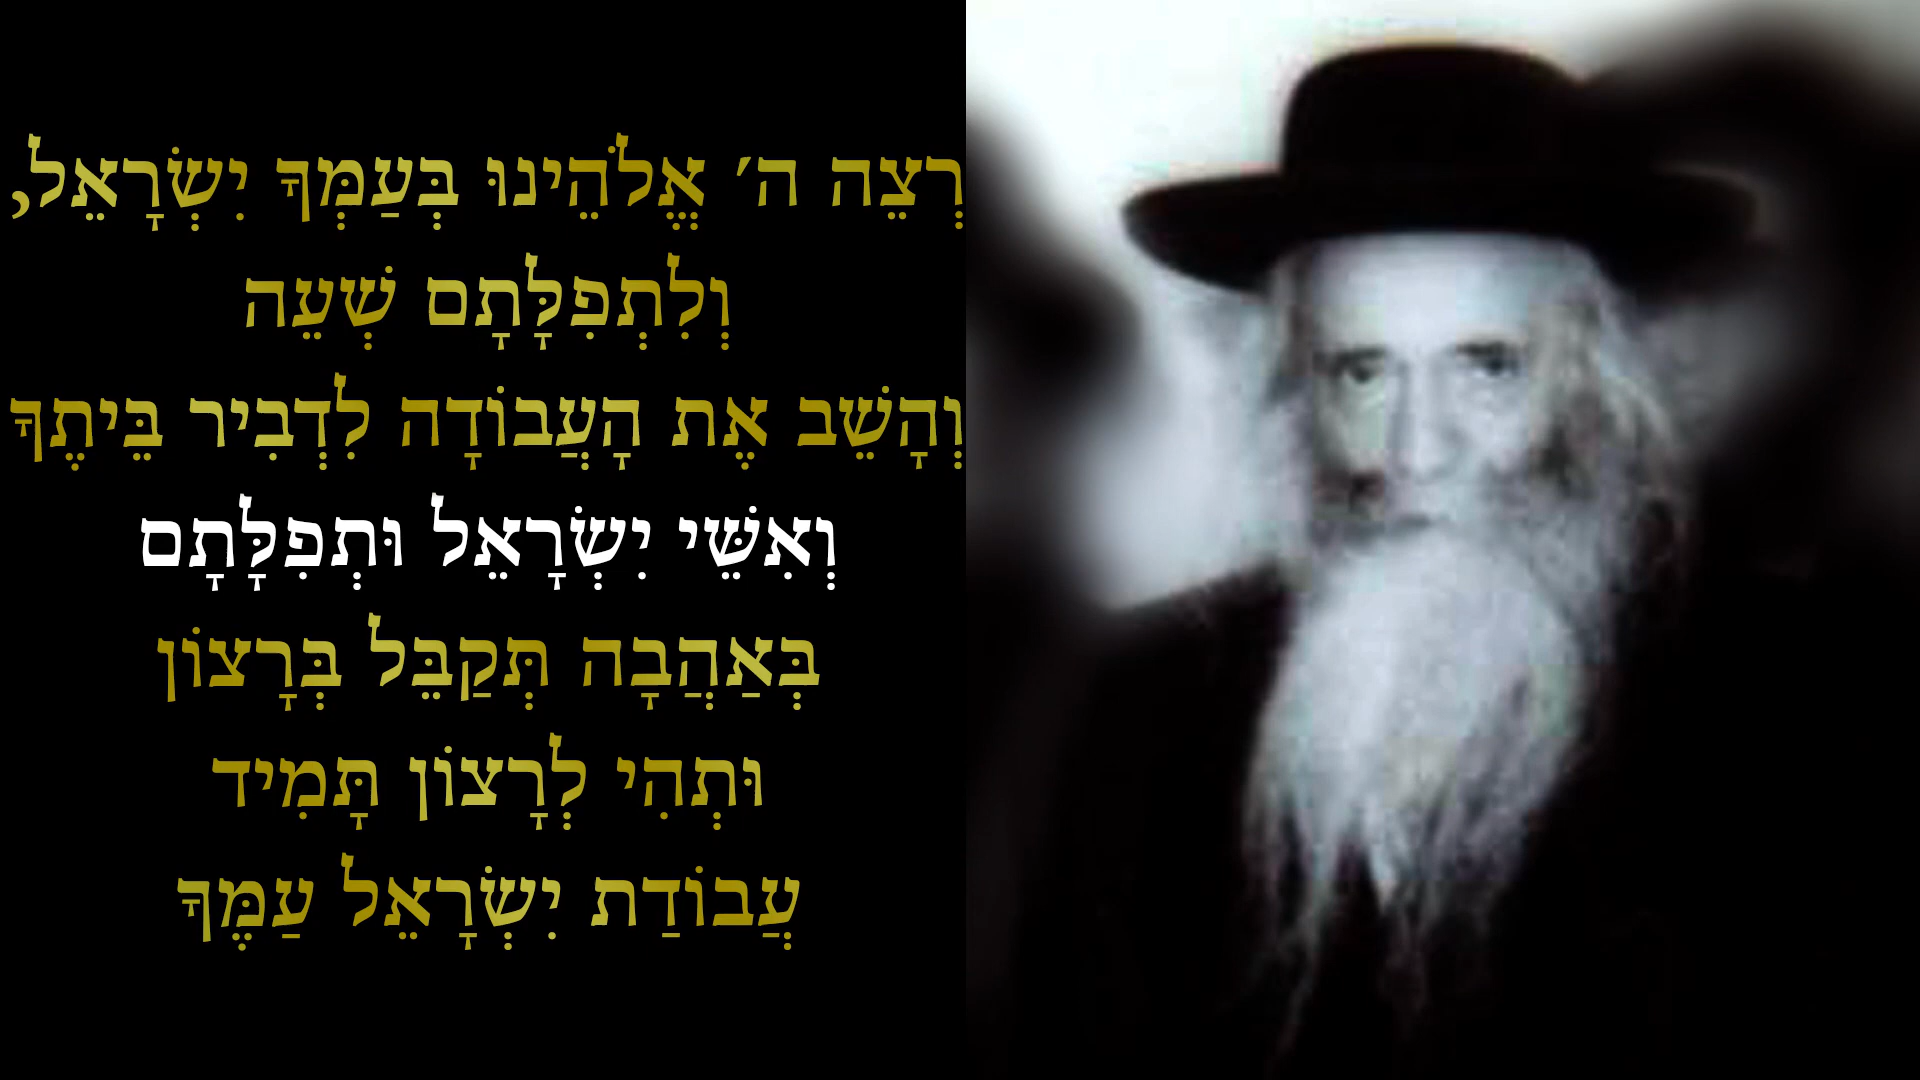 רְצֵה ה׳ אֱלֹהֵינוּ בְּעַמְּךָ יִשְׂרָאֵל,
וְלִתְפִלָּתָם שְׁעֵה
וְהָשֵׁב אֶת הָעֲבוֹדָה לִדְבִיר בֵּיתֶךָ
וְאִשֵּׁי יִשְׂרָאֵל וּתְפִלָּתָם
בְּאַהֲבָה תְּקַבֵּל בְּרָצוֹן
וּתְהִי לְרָצוֹן תָּמִיד
עֲבוֹדַת יִשְׂרָאֵל עַמֶּךָ